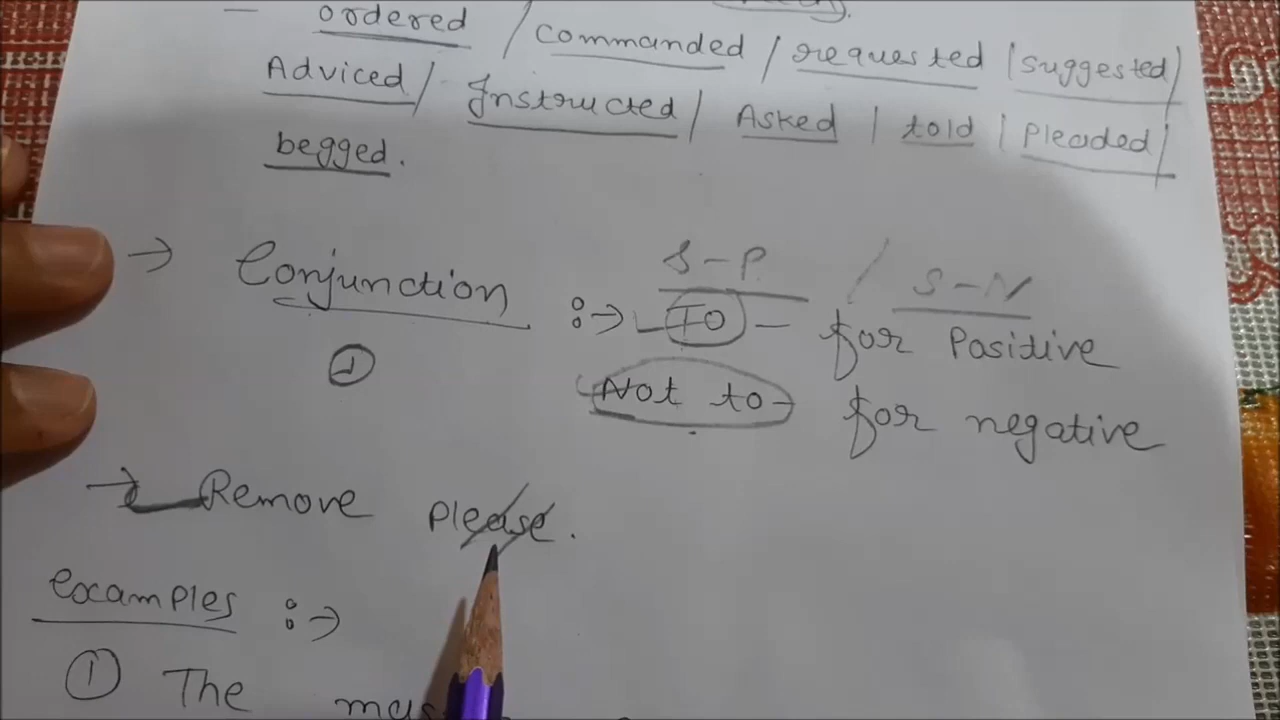 – ordered / commanded / requested / suggested /
Adviced / Instructed / Asked / told / Pleaded /
begged.
→ Conjunction :→ S-P / S-N
TO – for Positive
①
Not to – for negative
→ Remove please.
examples :→
① The